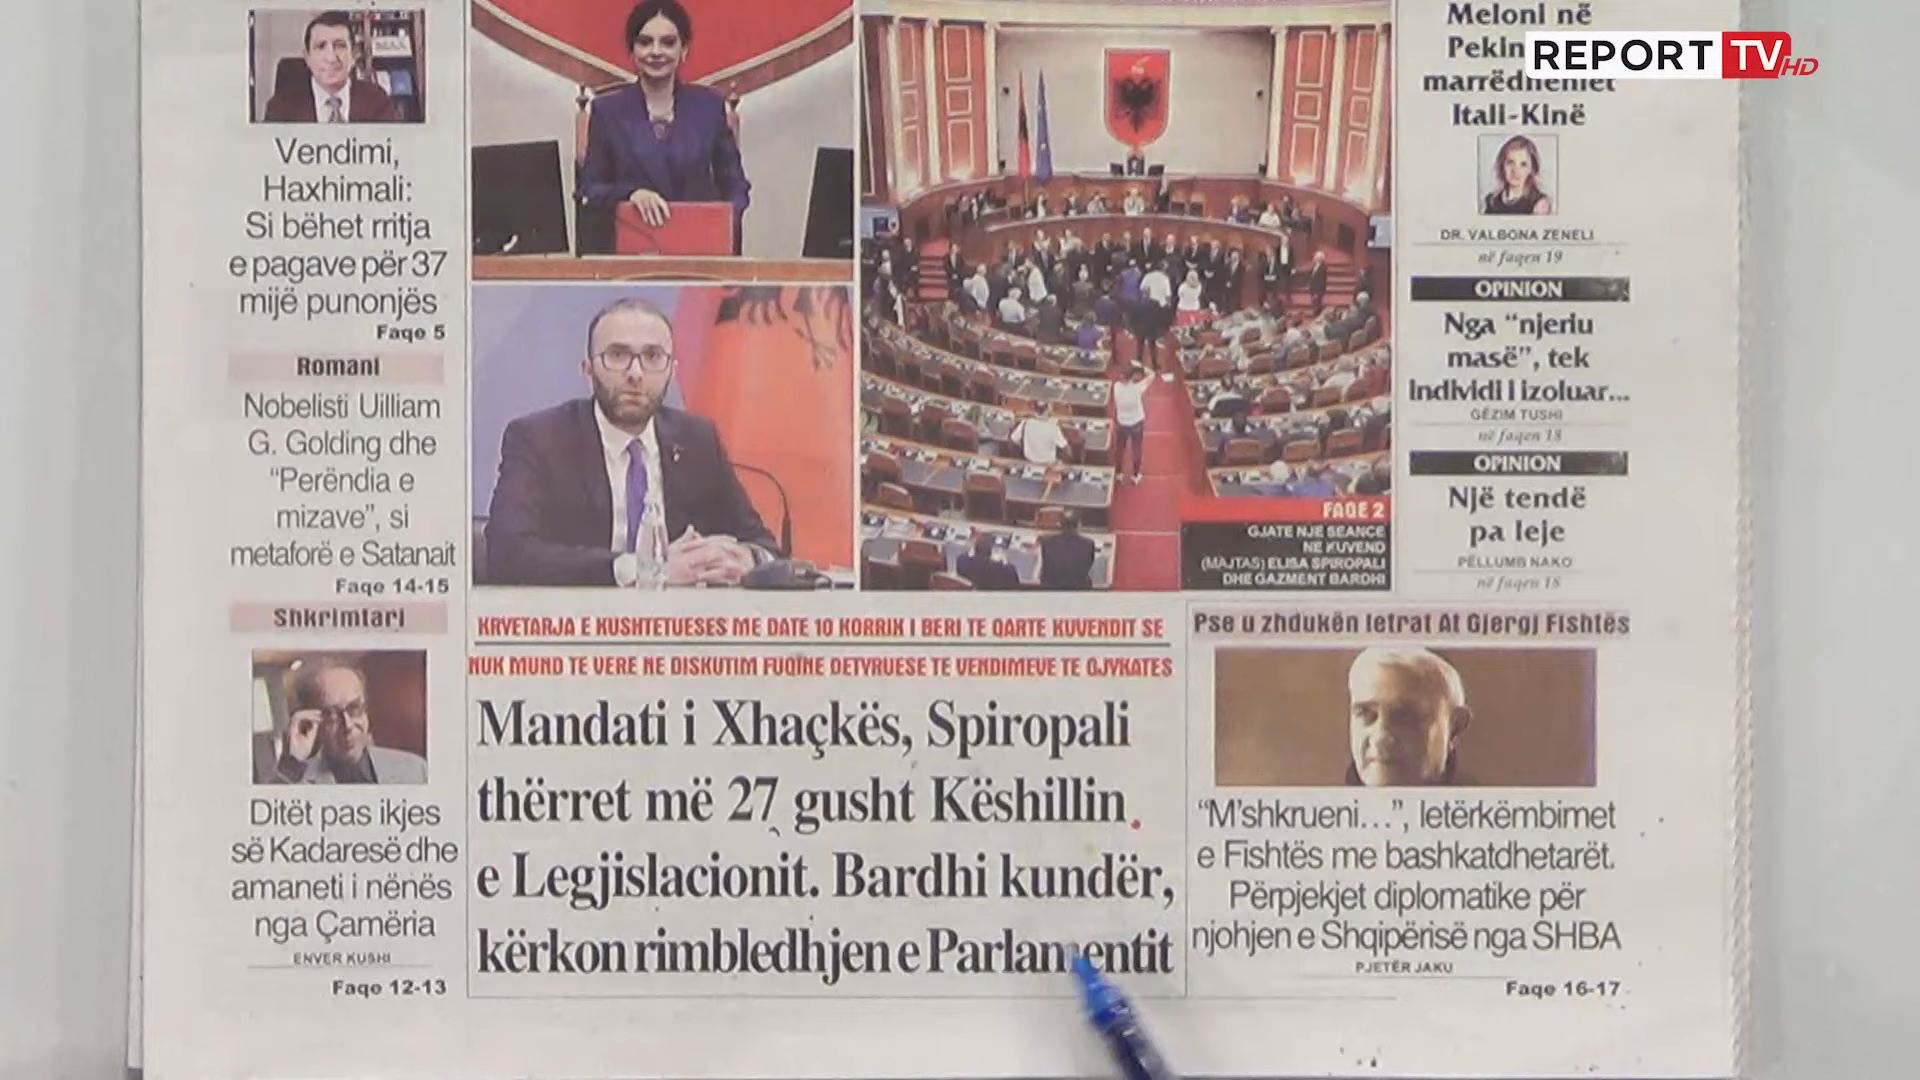 Vendimi,
Haxhimali:
Si bëhet rritja
e pagave për 37
mijë punonjës
Faqe 5
Romani
Nobelisti Uilliam
G. Golding dhe
“Perëndia e
mizave”, si
metaforë e Satanait
Faqe 14-15
Shkrimtari
Ditët pas ikjes
së Kadaresë dhe
amaneti i nënës
nga Çamëria
ENVER KUSHI
Faqe 12-13
FAQE 2
GJATE NJE SEANCE
NE KUVEND
(MAJTAS) ELISA SPIROPALI
DHE GAZMENT BARDHI
KRYETARJA E KUSHTETUESES ME DATE 10 KORRIK I BERI TE QARTE KUVENDIT SE
NUK MUND TE VERE NE DISKUTIM FUQINE DETYRUESE TE VENDIMEVE TE GJYKATES
Mandati i Xhaçkës, Spiropali
thërret më 27 gusht Këshillin
e Legjislacionit. Bardhi kundër,
kërkon rimbledhjen e Parlamentit
Meloni në
Pekin
marrëdhëniet
Itali-Kinë
DR. VALBONA ZENELI
në faqen 19
OPINION
Nga “njeriu
masë”, tek
individi i izoluar...
GËZIM TUSHI
në faqen 18
OPINION
Një tendë
pa leje
PËLLUMB NAKO
në faqen 18
Pse u zhdukën letrat At Gjergj Fishtës
“M’shkrueni...”, letërkëmbimet
e Fishtës me bashkatdhetarët.
Përpjekjet diplomatike për
njohjen e Shqipërisë nga SHBA
PJETËR JAKU
Faqe 16-17
REPORT TV HD